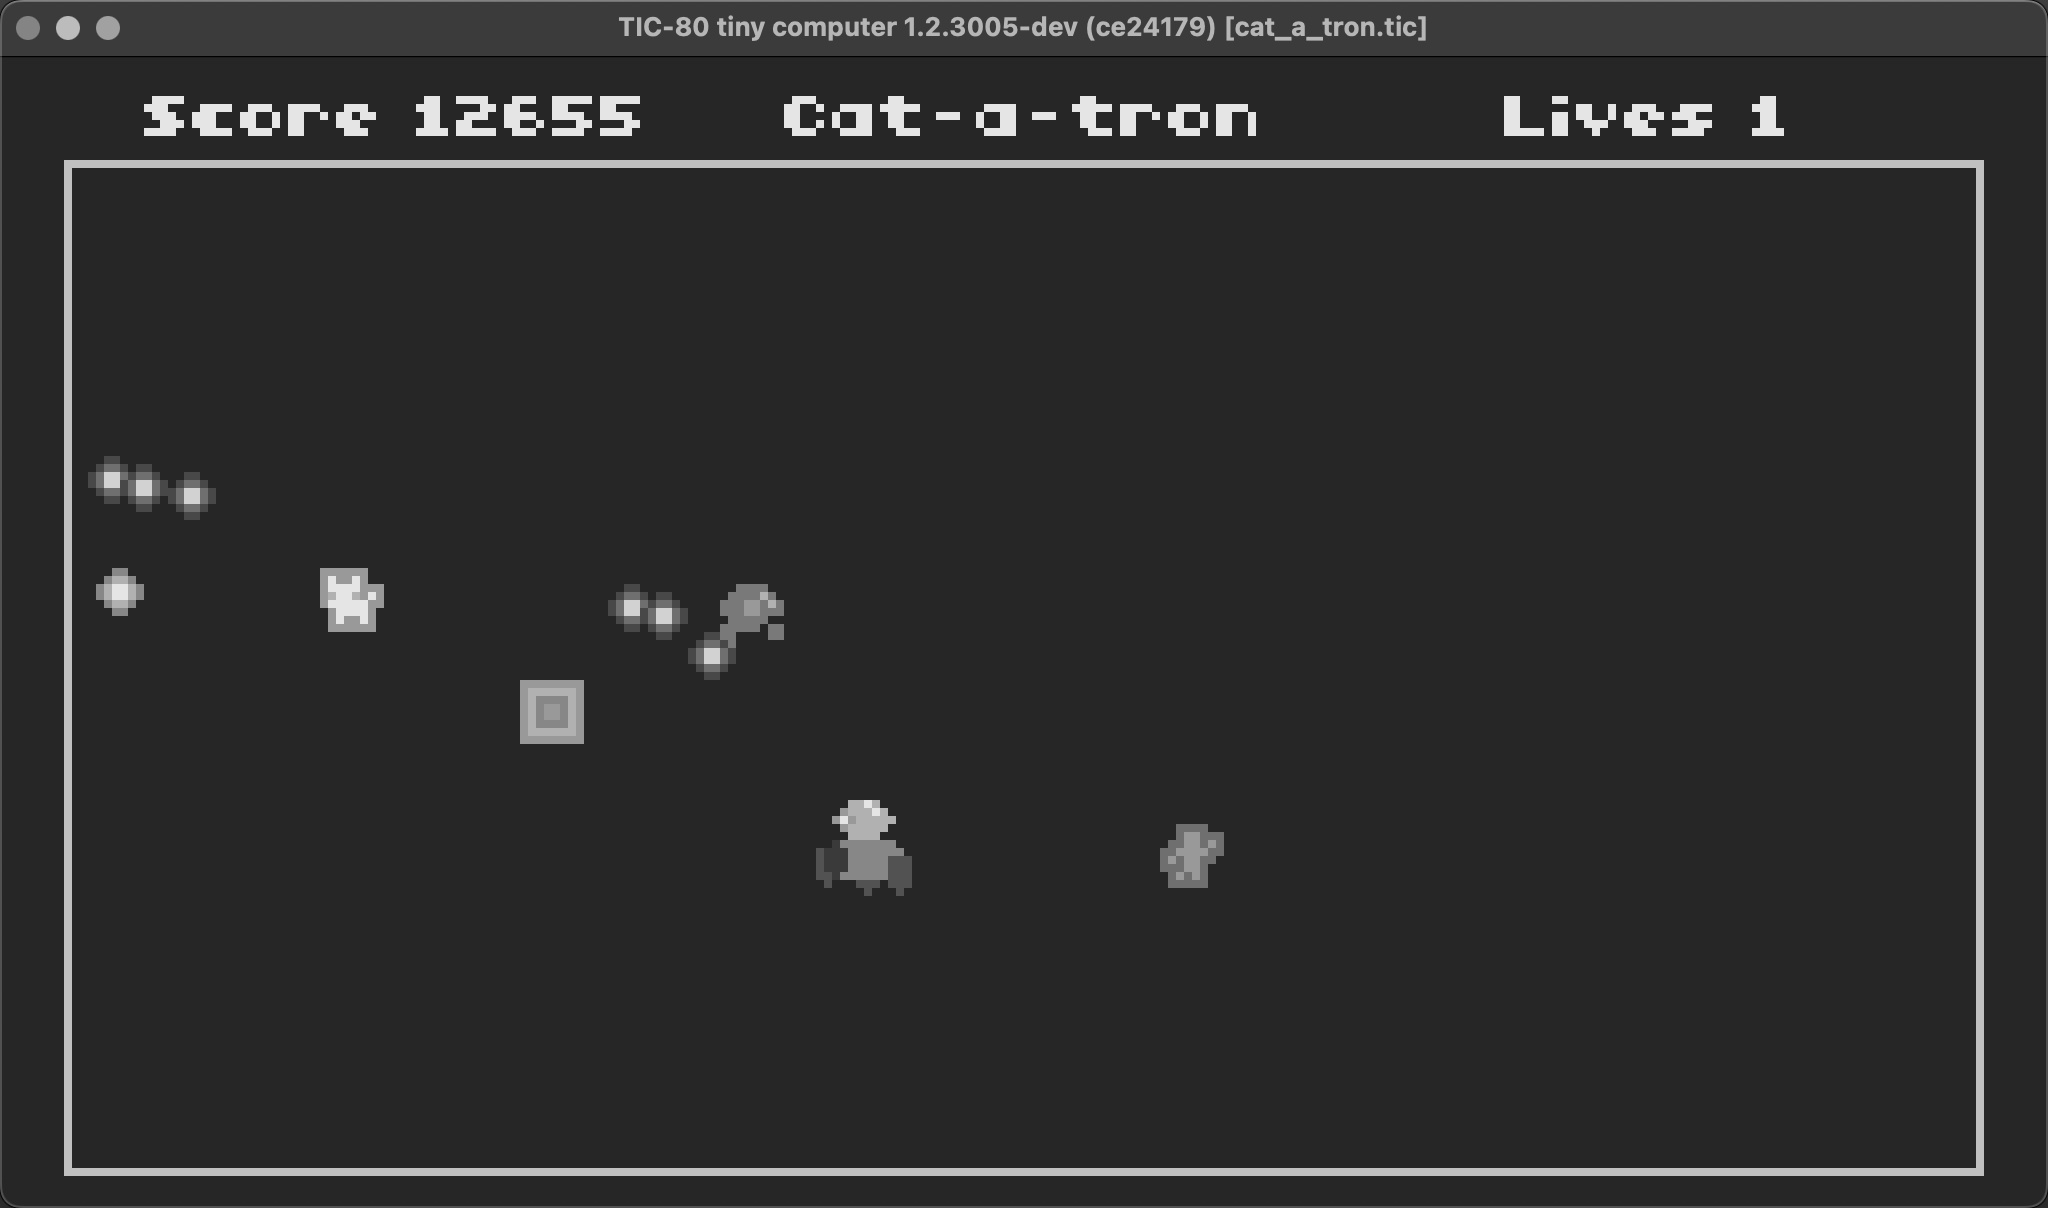 TIC-80 tiny computer 1.2.3005-dev (ce24179) [cat_a_tron.tic]
Score 12655 Cat-a-tron Lives 1